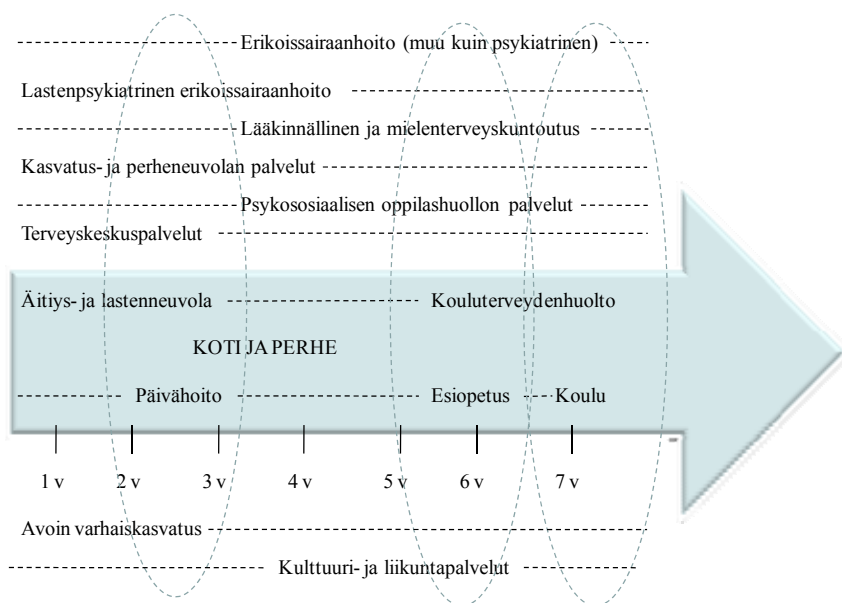 Erikoissairaanhoito (muu kuin psykiatrinen)
Lastenpsykiatrinen erikoissairaanhoito
Lääkinnällinen ja mielenterveyskuntoutus
Kasvatus- ja perheneuvolan palvelut
Psykososiaalisen oppilashuollon palvelut
Terveyskeskuspalvelut
Äitiys- ja lastenneuvola Kouluterveydenhuolto
KOTI JA PERHE
Päivähoito Esiopetus Koulu
1 v 2 v 3 v 4 v 5 v 6 v 7 v
Avoin varhaiskasvatus
Kulttuuri- ja liikuntapalvelut